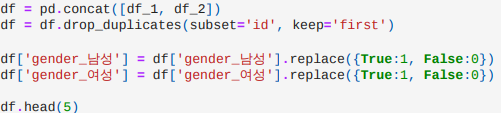 df = pd.concat([df_1, df_2])
df = df.drop_duplicates(subset='id', keep='first')
df['gender_남성'] = df['gender_남성'].replace({True:1, False:0})
df['gender_여성'] = df['gender_여성'].replace({True:1, False:0})
df.head(5)